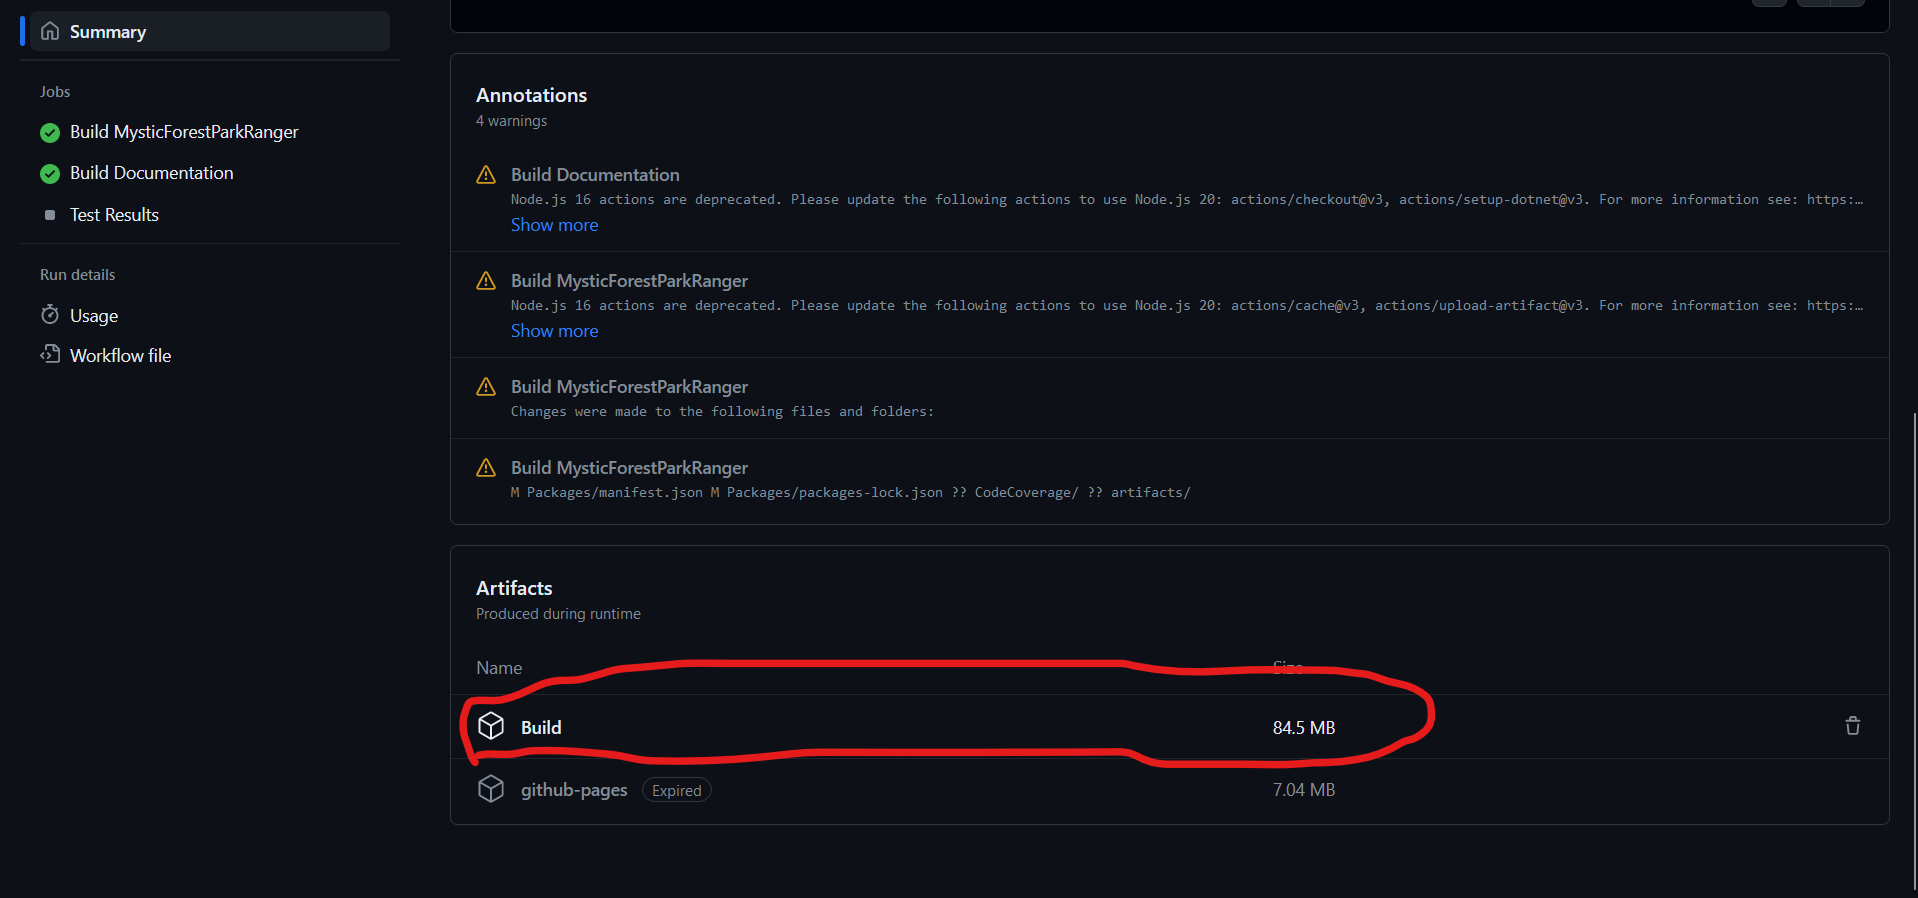 Summary
Jobs
Build MysticForestParkRanger
Build Documentation
Test Results
Run details
Usage
Workflow file
Annotations
4 warnings
Build Documentation
Node.js 16 actions are deprecated. Please update the following actions to use Node.js 20: actions/checkout@v3, actions/setup-dotnet@v3. For more information see: https:…
Show more
Build MysticForestParkRanger
Node.js 16 actions are deprecated. Please update the following actions to use Node.js 20: actions/cache@v3, actions/upload-artifact@v3. For more information see: https:…
Show more
Build MysticForestParkRanger
Changes were made to the following files and folders:
Build MysticForestParkRanger
M Packages/manifest.json M Packages/packages-lock.json ?? CodeCoverage/ ?? artifacts/
Artifacts
Produced during runtime
Name Size
Build 84.5 MB
github-pages Expired 7.04 MB